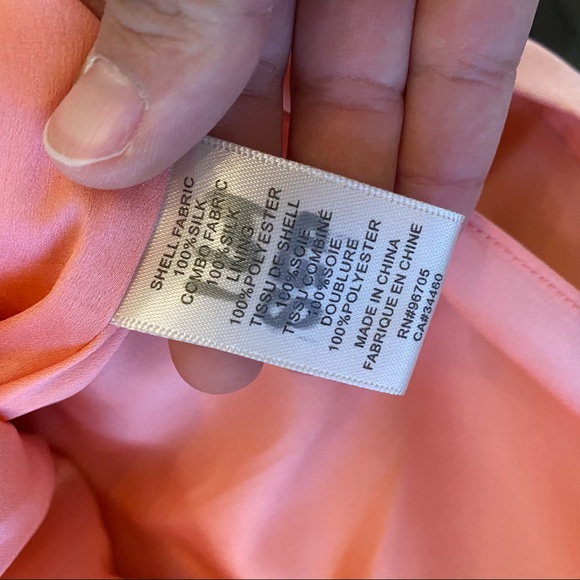 SHELL FABRIC
100%SILK
COMBO FABRIC
100%SILK
LINING
100%POLYESTER
TISSU DE SHELL
100%SOIE
TISSU COMBINÉ
100%SOIE
DOUBLURE
100%POLYESTER
MADE IN CHINA
FABRIQUE EN CHINE
RN#96705
CA#34460